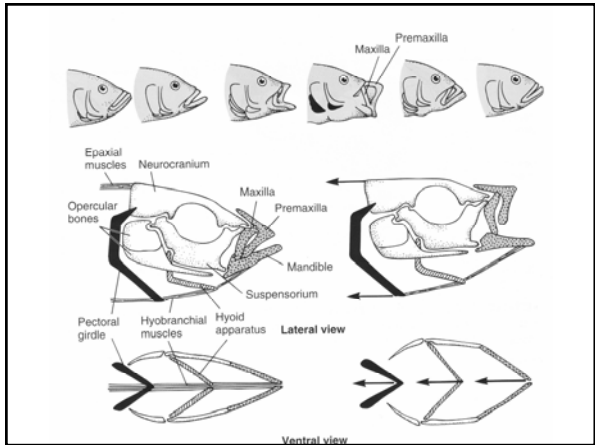 Maxilla
Premaxilla
Epaxial
muscles
Neurocranium
Opercular
bones
Maxilla
Premaxilla
Mandible
Suspensorium
Pectoral
girdle
Hyobranchial
muscles
Hyoid
apparatus
Lateral view
Ventral view